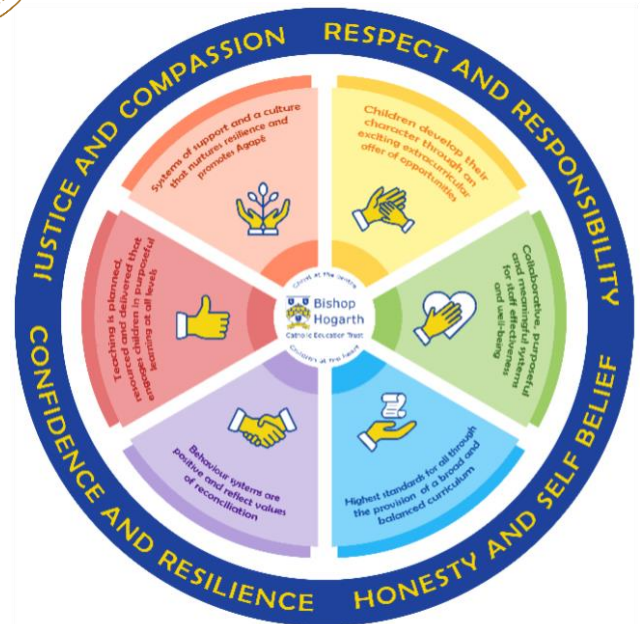 JUSTICE AND COMPASSION
RESPECT AND RESPONSIBILITY
HONESTY AND SELF BELIEF
CONFIDENCE AND RESILIENCE
Systems of support and a culture
that nurtures resilience and
promotes Agapé
Children develop their
character through an
exciting extracurricular
offer of opportunities
Collaborative, purposeful
and meaningful systems
for staff effectiveness
and well-being
Highest standards for all through
the provision of a broad and
balanced curriculum
Behaviour systems are
positive and reflect values
of reconciliation
Teaching is planned,
resourced and delivered that
engages children in purposeful
learning at all levels
Christ at the centre
Bishop
Hogarth
Catholic Education Trust
Children at the heart